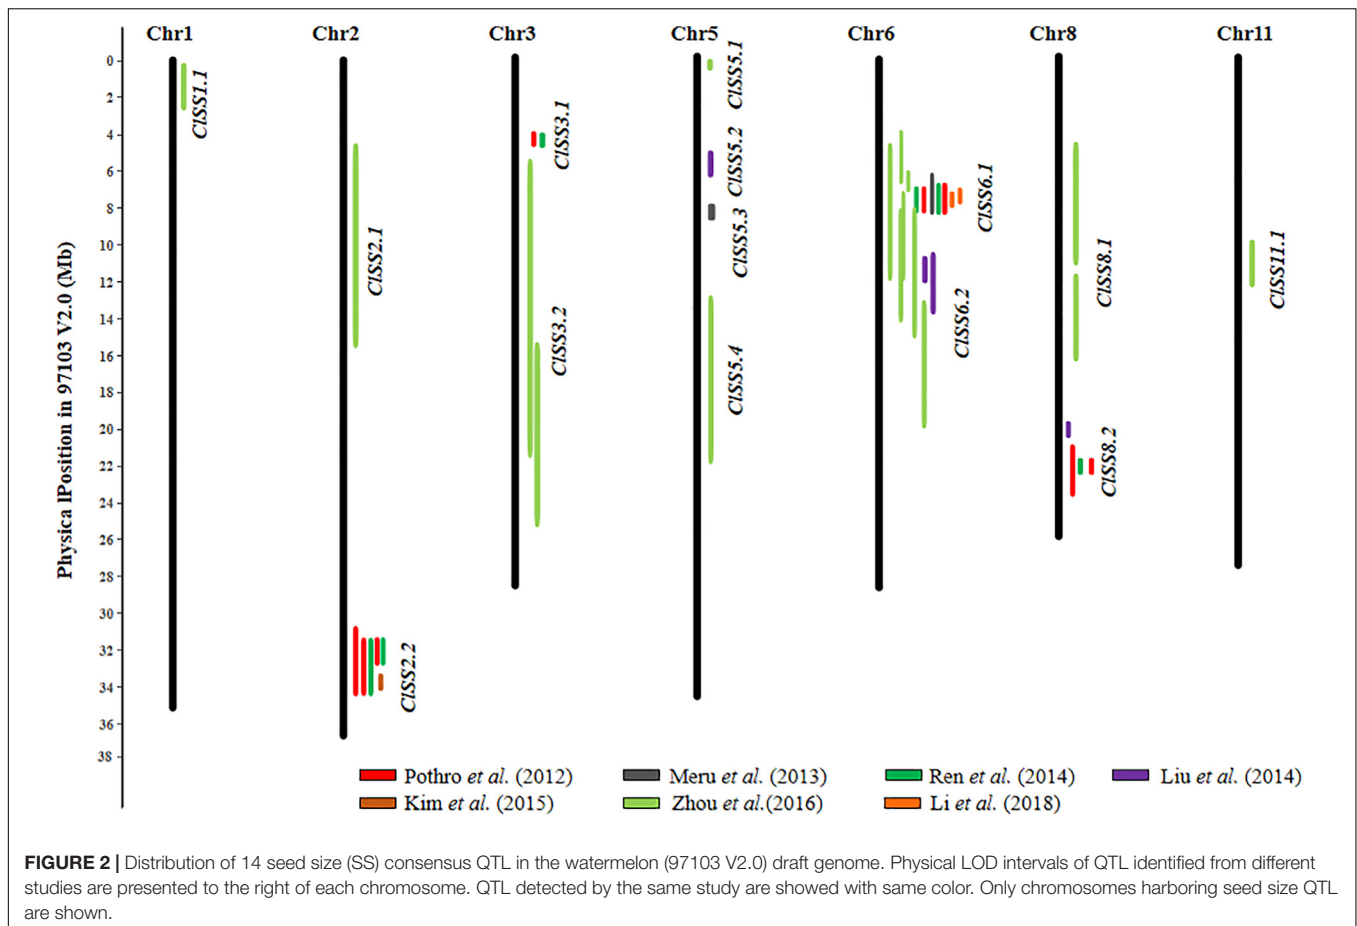 Chr1 Chr2 Chr3 Chr5 Chr6 Chr8 Chr11
Physica lPosition in 97103 V2.0 (Mb)
0
2
4
6
8
10
12
14
16
18
20
22
24
26
28
30
32
34
36
38
ClSS1.1
ClSS2.1
ClSS2.2
ClSS3.1
ClSS3.2
ClSS5.1
ClSS5.2
ClSS5.3
ClSS5.4
ClSS6.1
ClSS6.2
ClSS8.1
ClSS8.2
ClSS11.1
Pothro et al. (2012) Meru et al. (2013) Ren et al. (2014) Liu et al. (2014)
Kim et al. (2015) Zhou et al.(2016) Li et al. (2018)
FIGURE 2 | Distribution of 14 seed size (SS) consensus QTL in the watermelon (97103 V2.0) draft genome. Physical LOD intervals of QTL identified from different
studies are presented to the right of each chromosome. QTL detected by the same study are showed with same color. Only chromosomes harboring seed size QTL
are shown.